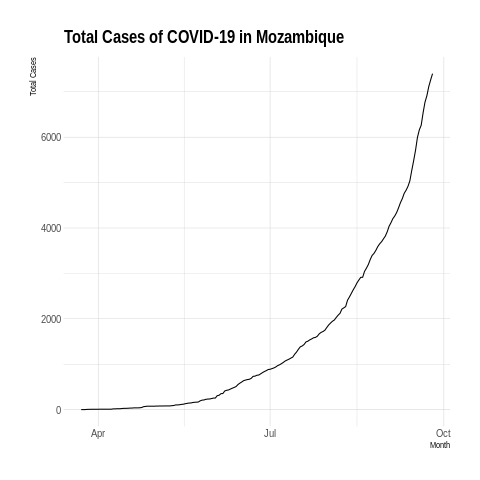 Total Cases of COVID-19 in Mozambique
Total Cases
6000
4000
2000
0
Apr
Jul
Oct
Month